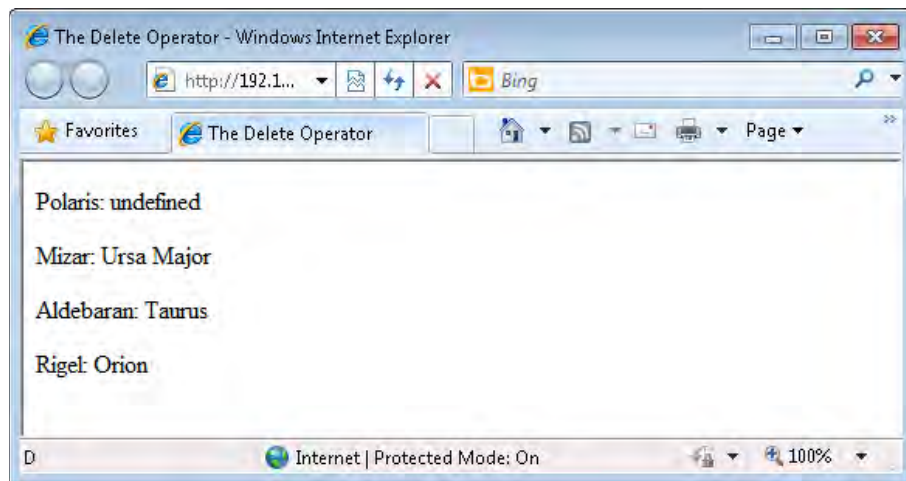 The Delete Operator - Windows Internet Explorer
http://192.1... Bing
Favorites The Delete Operator Page
Polaris: undefined
Mizar: Ursa Major
Aldebaran: Taurus
Rigel: Orion
D Internet | Protected Mode: On 100%